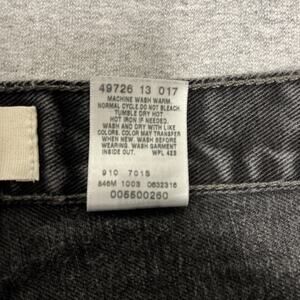 49726 13 017
MACHINE WASH WARM.
NORMAL CYCLE.DO NOT BLEACH
TUMBLE DRY HOT
HOT IRON IF NEEDED.
WASH AND DRY WITH LIKE
COLORS. COLOR MAY TRANSFER
WHEN NEW. WASH BEFORE
WEARING. WASH GARMENT
INSIDE OUT. WPL 423
910 7015
546M 1003 0632316
005500260